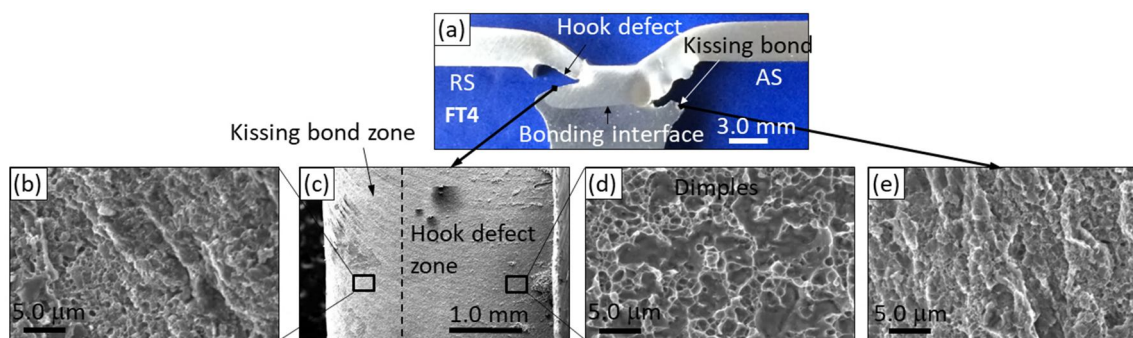 (a)
Hook defect
Kissing bond
RS
AS
FT4
Bonding interface
3.0 mm
Kissing bond zone
(b)
5.0 μm
(c)
Hook defect
zone
1.0 mm
(d)
Dimples
5.0 μm
(e)
5.0 μm